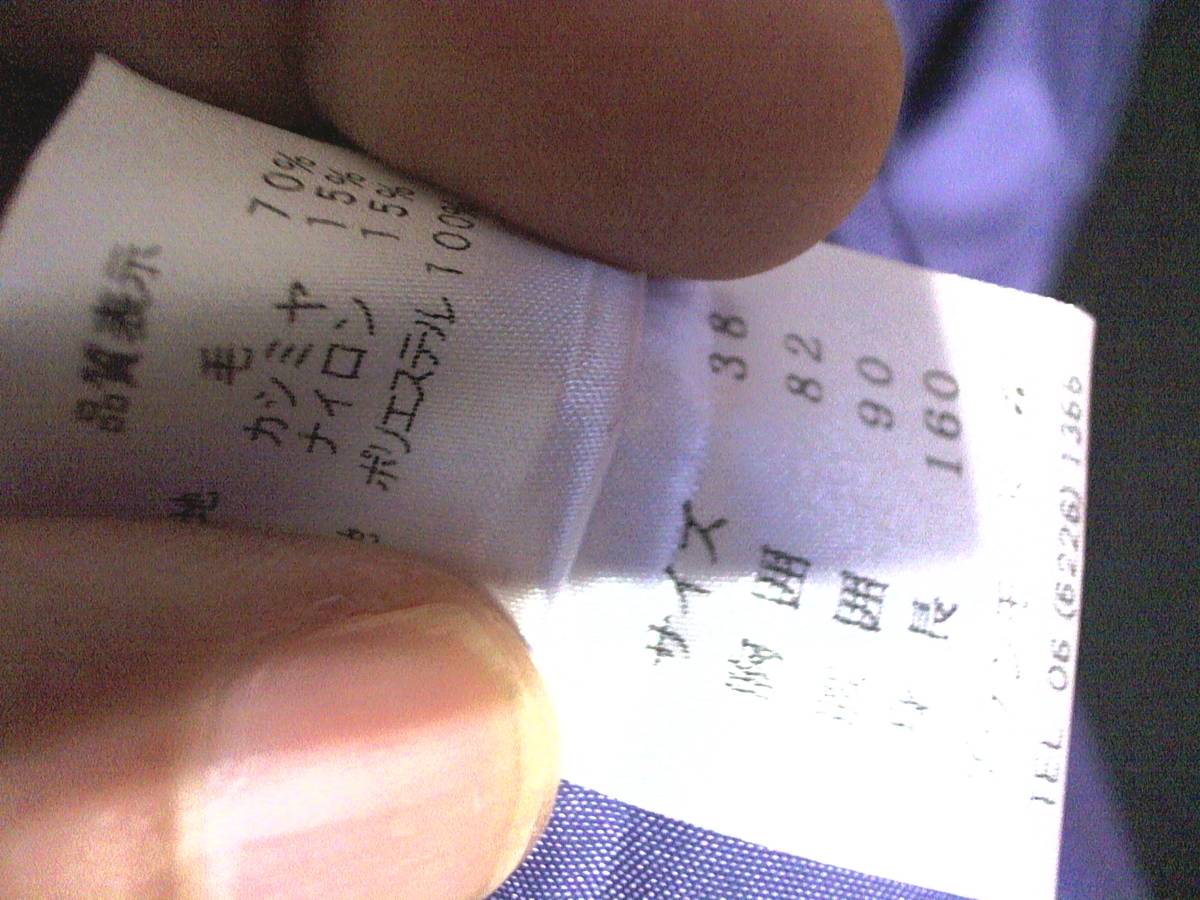 品質表示
地
毛 70%
カシミヤ 15%
ナイロン 15%
ポリエステル 100%
サイズ 38
胸囲 82
囲 90
身長 160
TEL 06 (6226) 1366